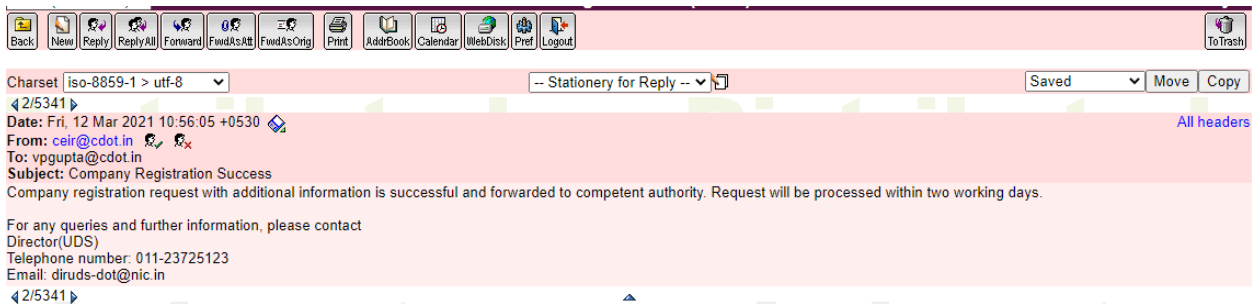 Back New Reply ReplyAll Forward FwdAsAtt FwdAsOrig Print AddrBook Calendar WebDisk Pref Logout ToTrash
Charset iso-8859-1 > utf-8 -- Stationery for Reply -- Saved Move Copy
2/5341
Date: Fri, 12 Mar 2021 10:56:05 +0530 All headers
From: ceir@cdot.in
To: vpgupta@cdot.in
Subject: Company Registration Success
Company registration request with additional information is successful and forwarded to competent authority. Request will be processed within two working days.
For any queries and further information, please contact
Director(UDS)
Telephone number: 011-23725123
Email: diruds-dot@nic.in
2/5341